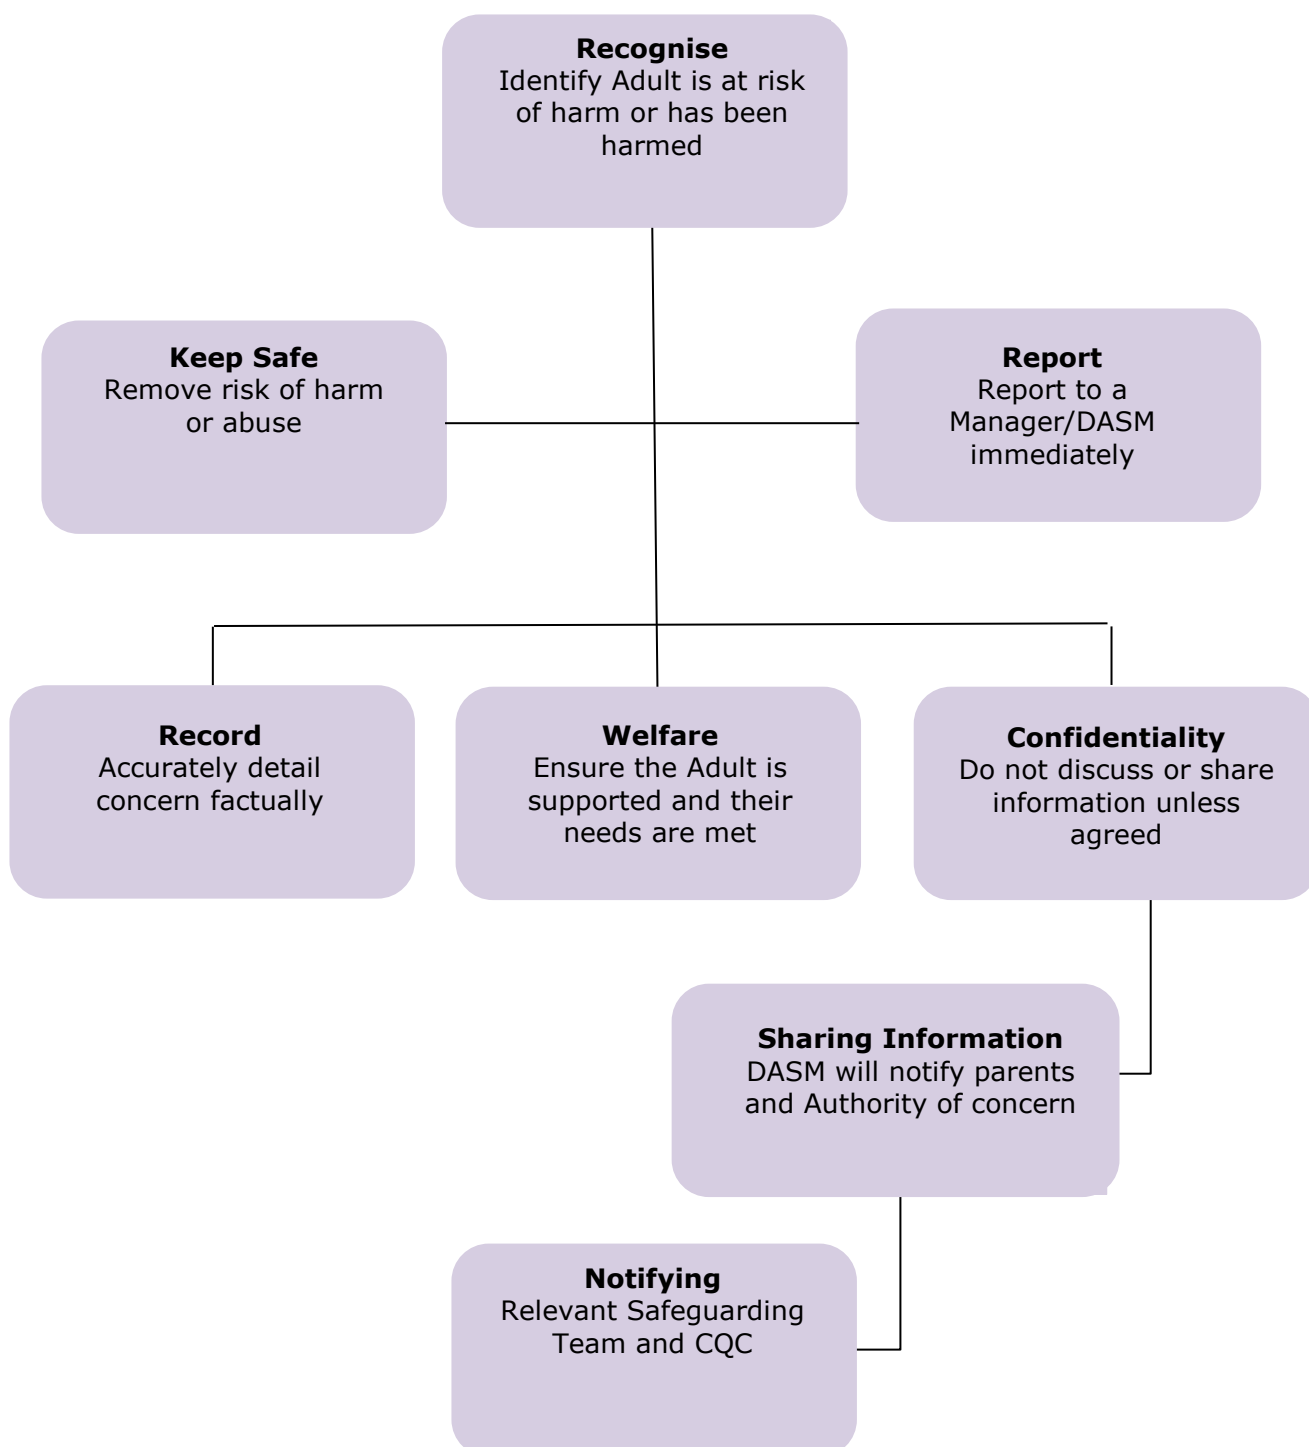 Recognise
Identify Adult is at risk
of harm or has been
harmed
Keep Safe
Remove risk of harm
or abuse
Report
Report to a
Manager/DASM
immediately
Record
Accurately detail
concern factually
Welfare
Ensure the Adult is
supported and their
needs are met
Confidentiality
Do not discuss or share
information unless
agreed
Sharing Information
DASM will notify parents
and Authority of concern
Notifying
Relevant Safeguarding
Team and CQC